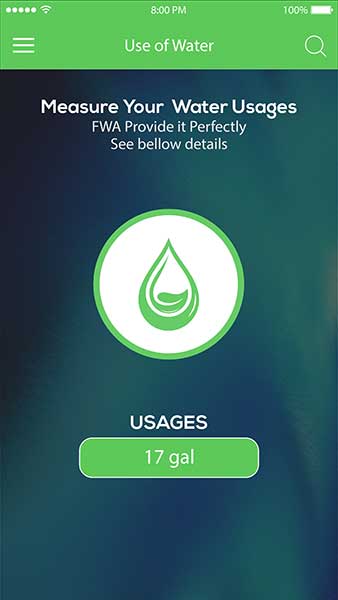 8:00 PM 100%
Use of Water
Measure Your Water Usages
FWA Provide it Perfectly
See bellow details
USAGES
17 gal